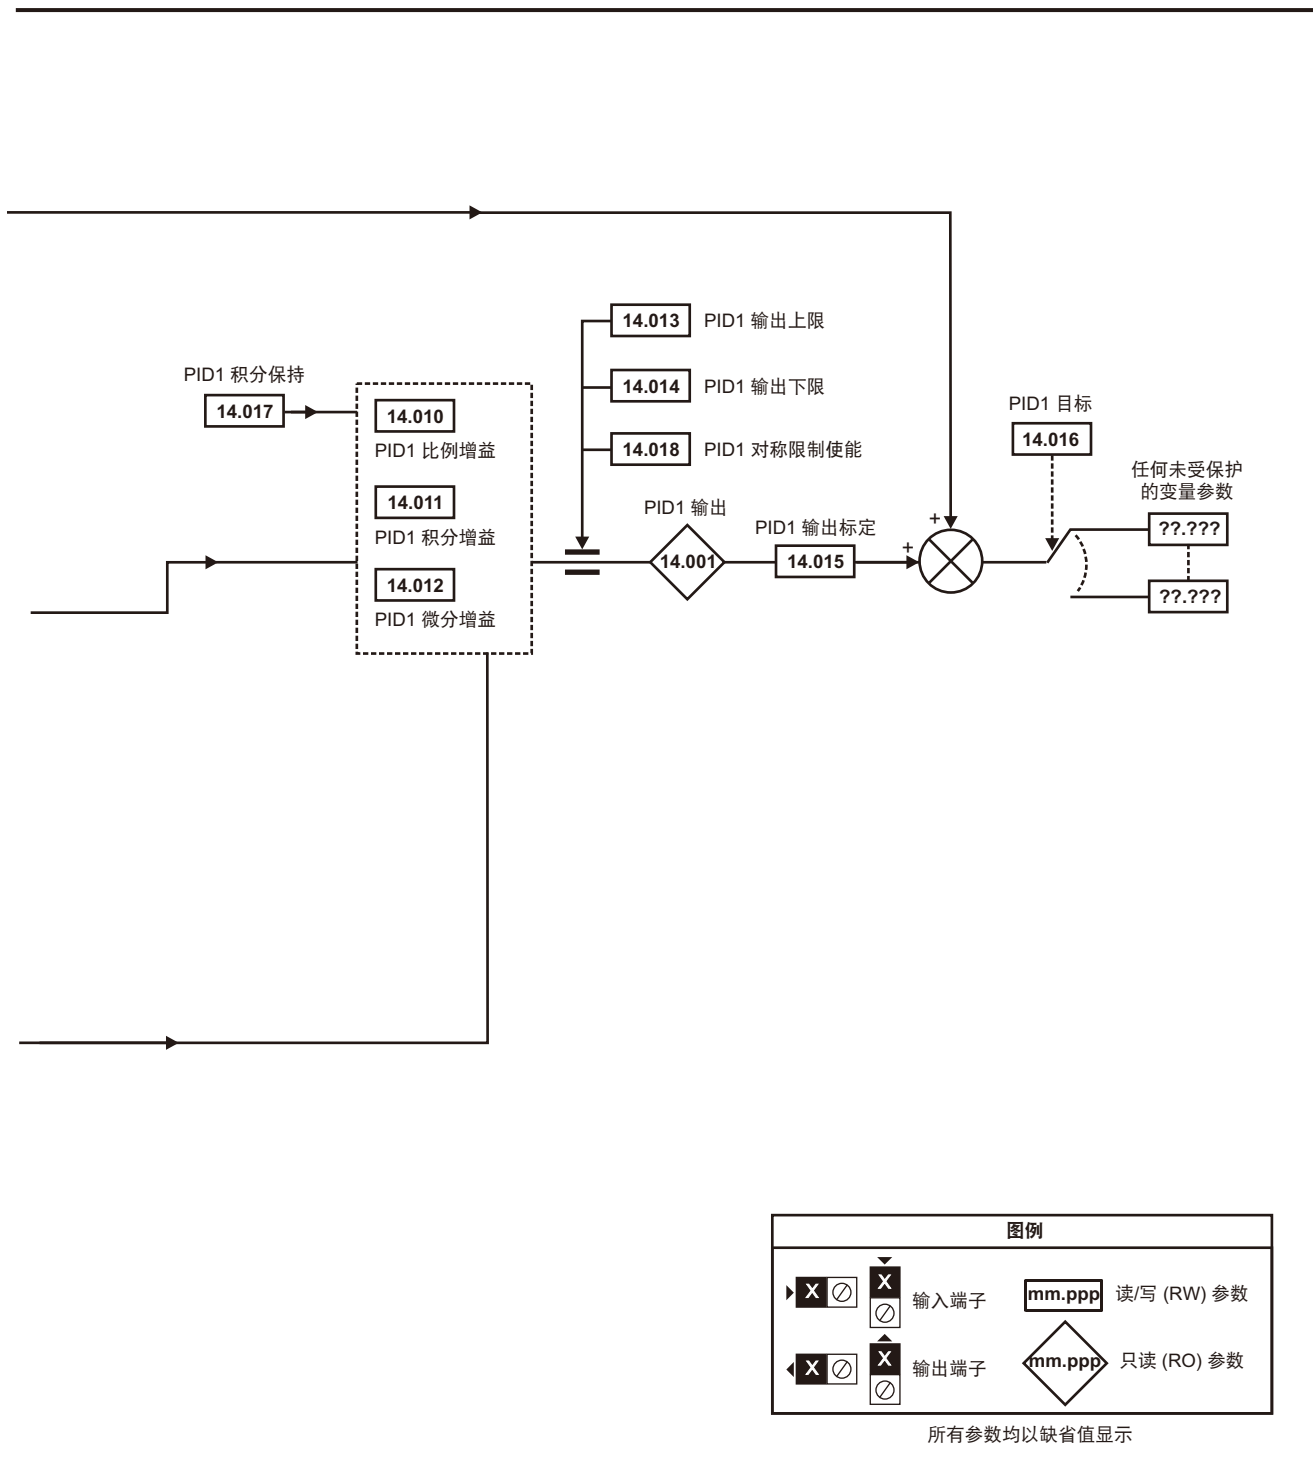 14.013 PID1 输出上限
PID1 积分保持
14.017
14.014 PID1 输出下限
14.010
PID1 比例增益
14.018 PID1 对称限制使能
PID1 目标
14.016
任何未受保护
的变量参数
14.011
PID1 积分增益
PID1 输出
14.001
PID1 输出标定
14.015
+
+
??.???
??.???
14.012
PID1 微分增益
图例
X
X
输入端子
mm.ppp 读/写 (RW) 参数
X
X
输出端子
mm.ppp 只读 (RO) 参数
所有参数均以缺省值显示